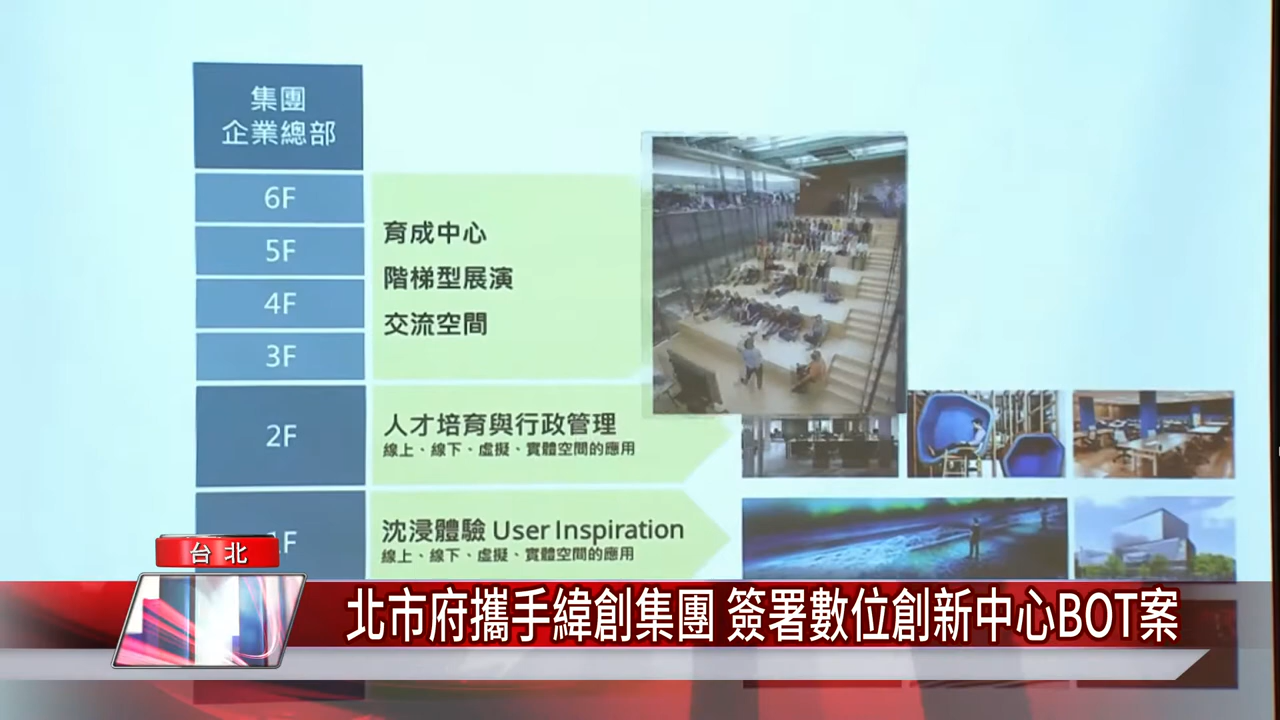 集團
企業總部
6F
5F
4F
3F
育成中心
階梯型展演
交流空間
2F
人才培育與行政管理
線上、線下、虛擬、實體空間的應用
1F
沈浸體驗 User Inspiration
線上、線下、虛擬、實體空間的應用
台北
北市府攜手緯創集團 簽署數位創新中心BOT案